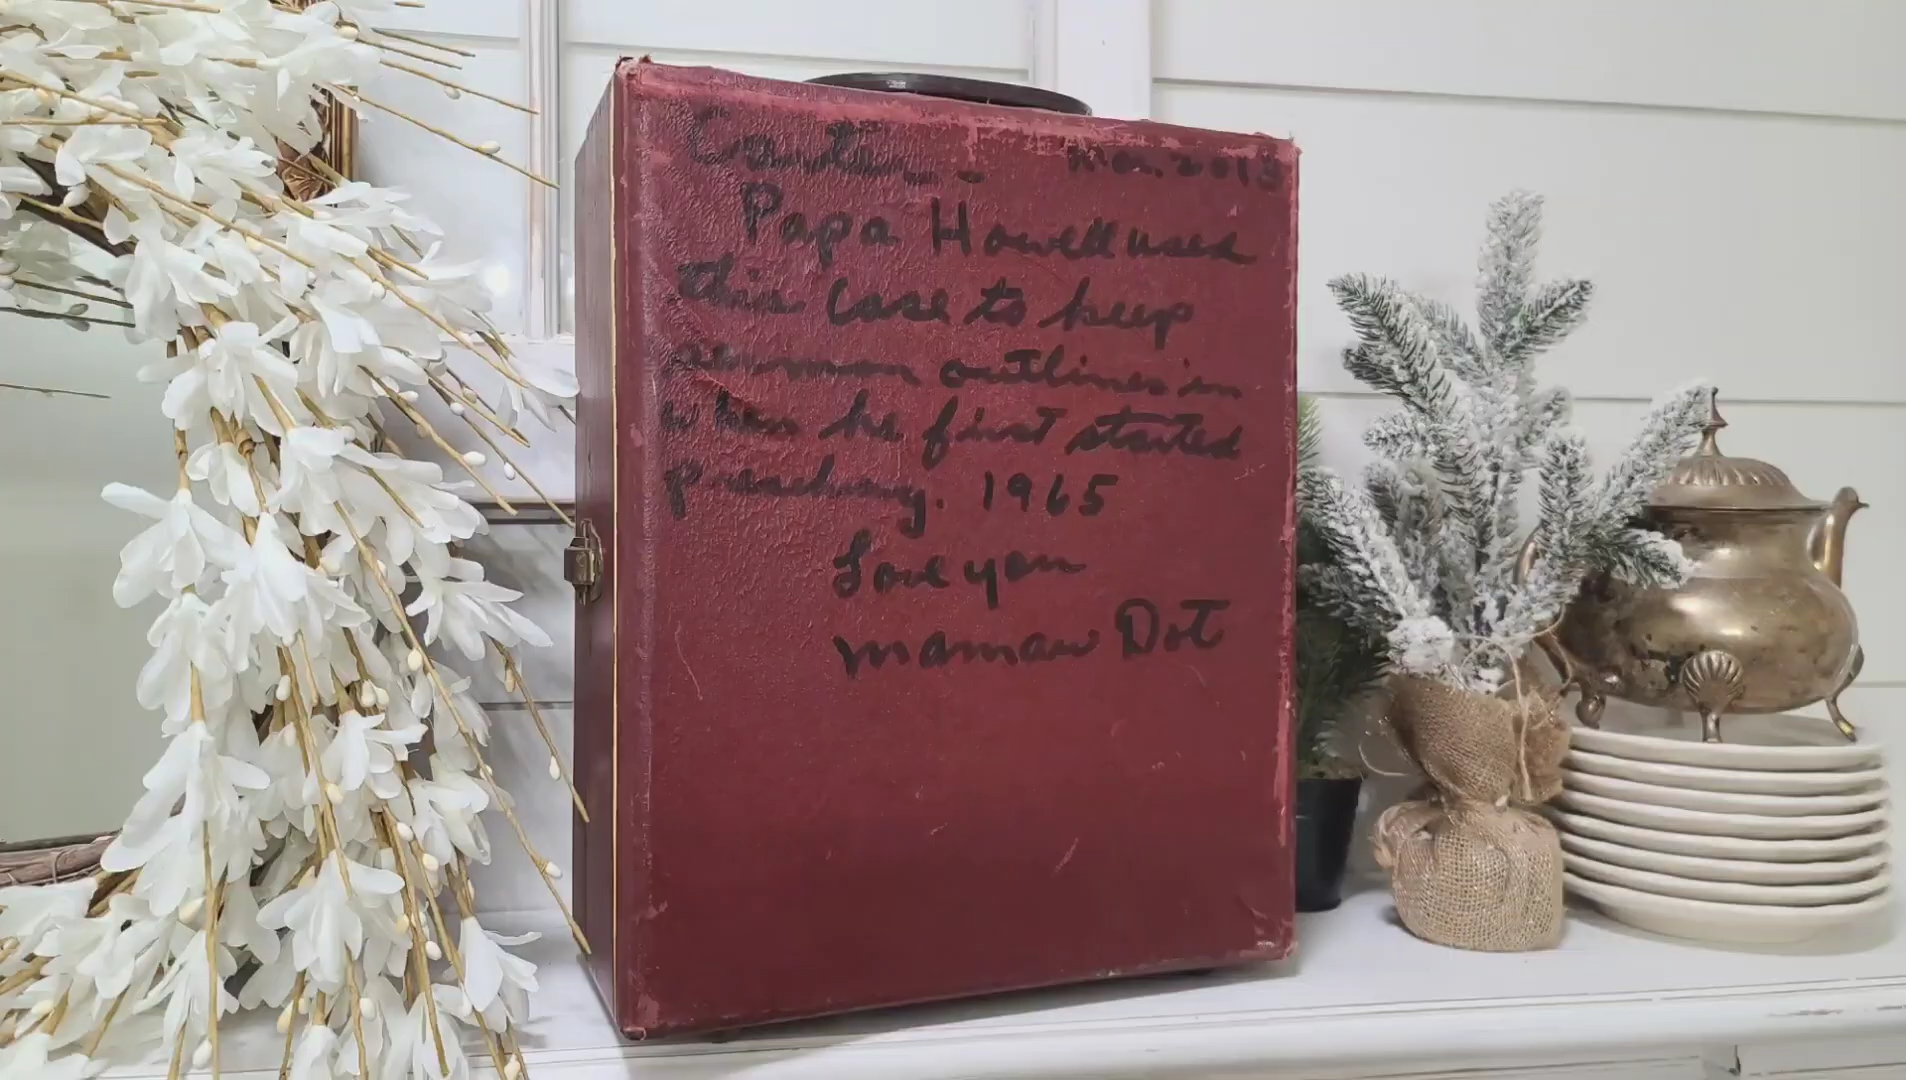 Carter - Mar. 2013
Papa Howell used
this case to keep
sermon outlines in
when he first started
preaching. 1965
Love you
mamaw Dot